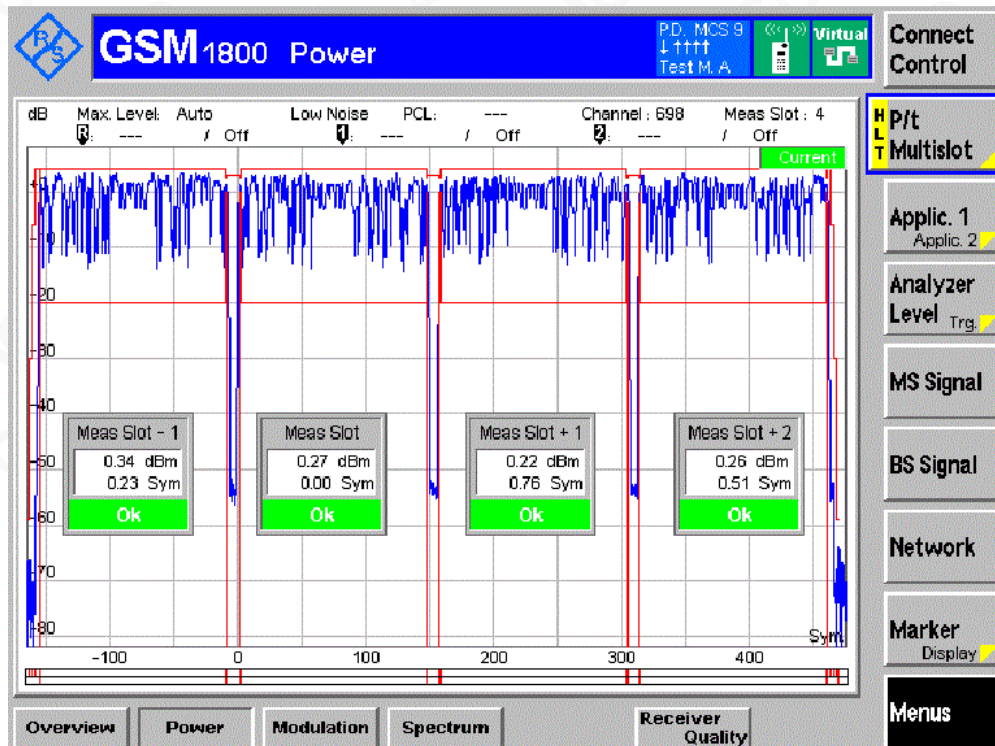 R S
GSM 1800 Power
P.D. MCS 9
↓↑↑↑↑
Test M. A.
Virtual
Connect
Control
dB Max. Level: Auto Low Noise PCL: --- Channel : 698 Meas Slot : 4
R: --- / Off 1: --- / Off 2: --- / Off
HLT
P/t
Multislot
Current
Applic. 1
Applic. 2
-10
Analyzer
Level Trg.
-20
-30
MS Signal
-40
Meas Slot - 1
0.34 dBm
0.23 Sym
Ok
Meas Slot
0.27 dBm
0.00 Sym
Ok
Meas Slot + 1
0.22 dBm
0.76 Sym
Ok
Meas Slot + 2
0.26 dBm
0.51 Sym
Ok
BS Signal
-50
-60
Network
-70
-80
Sym
Marker
Display
-100 0 100 200 300 400
Menus
Overview Power Modulation Spectrum Receiver Quality